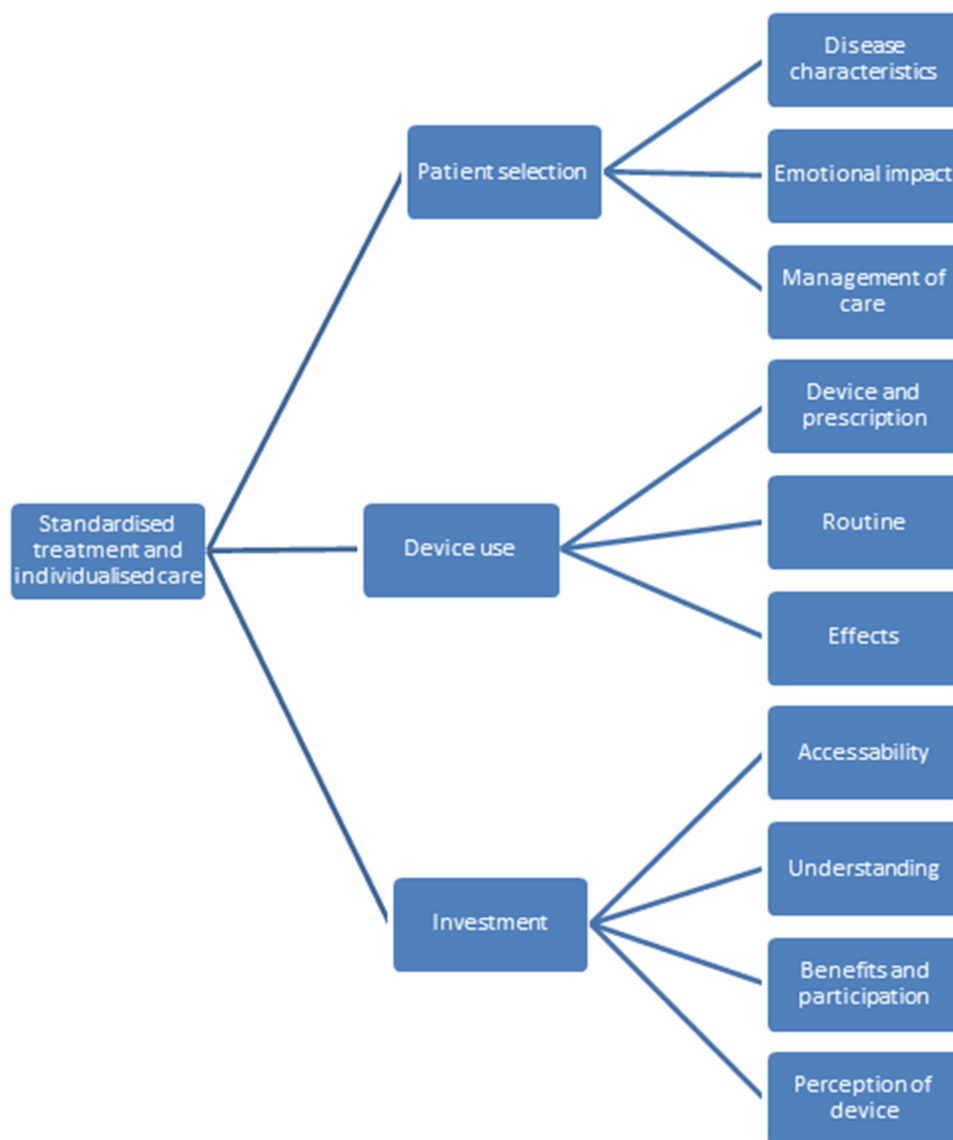 Disease
characteristics
Patient selection
Emotional impact
Management of
care
Device and
prescription
Standardised
treatment and
individualised care
Device use
Routine
Effects
Accessability
Understanding
Investment
Benefits and
participation
Perception of
device